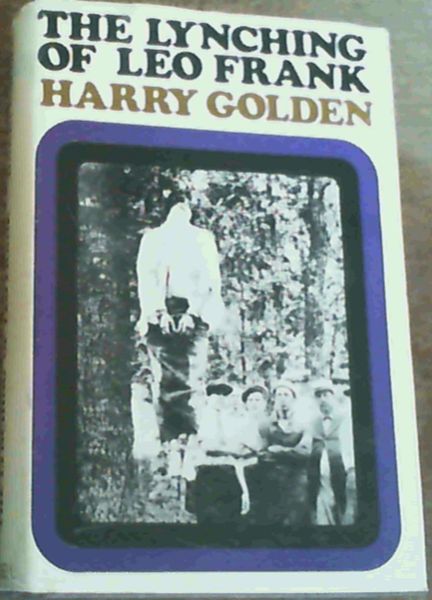 THE LYNCHING
OF LEO FRANK
HARRY GOLDEN